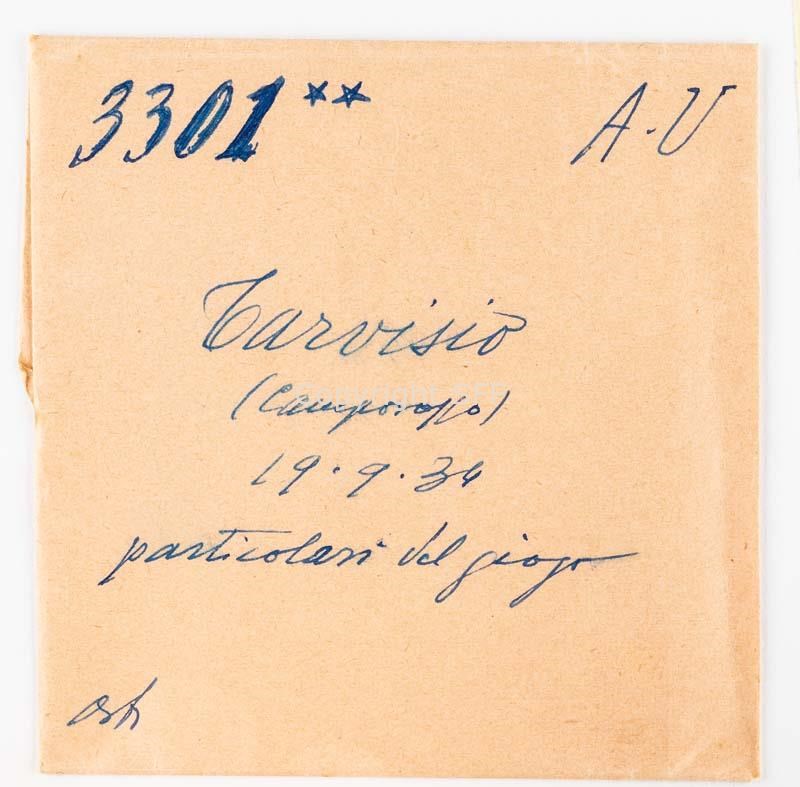 3301** A.U
Tarvisio
(Camporosso)
19.9.34
particolari del giogo